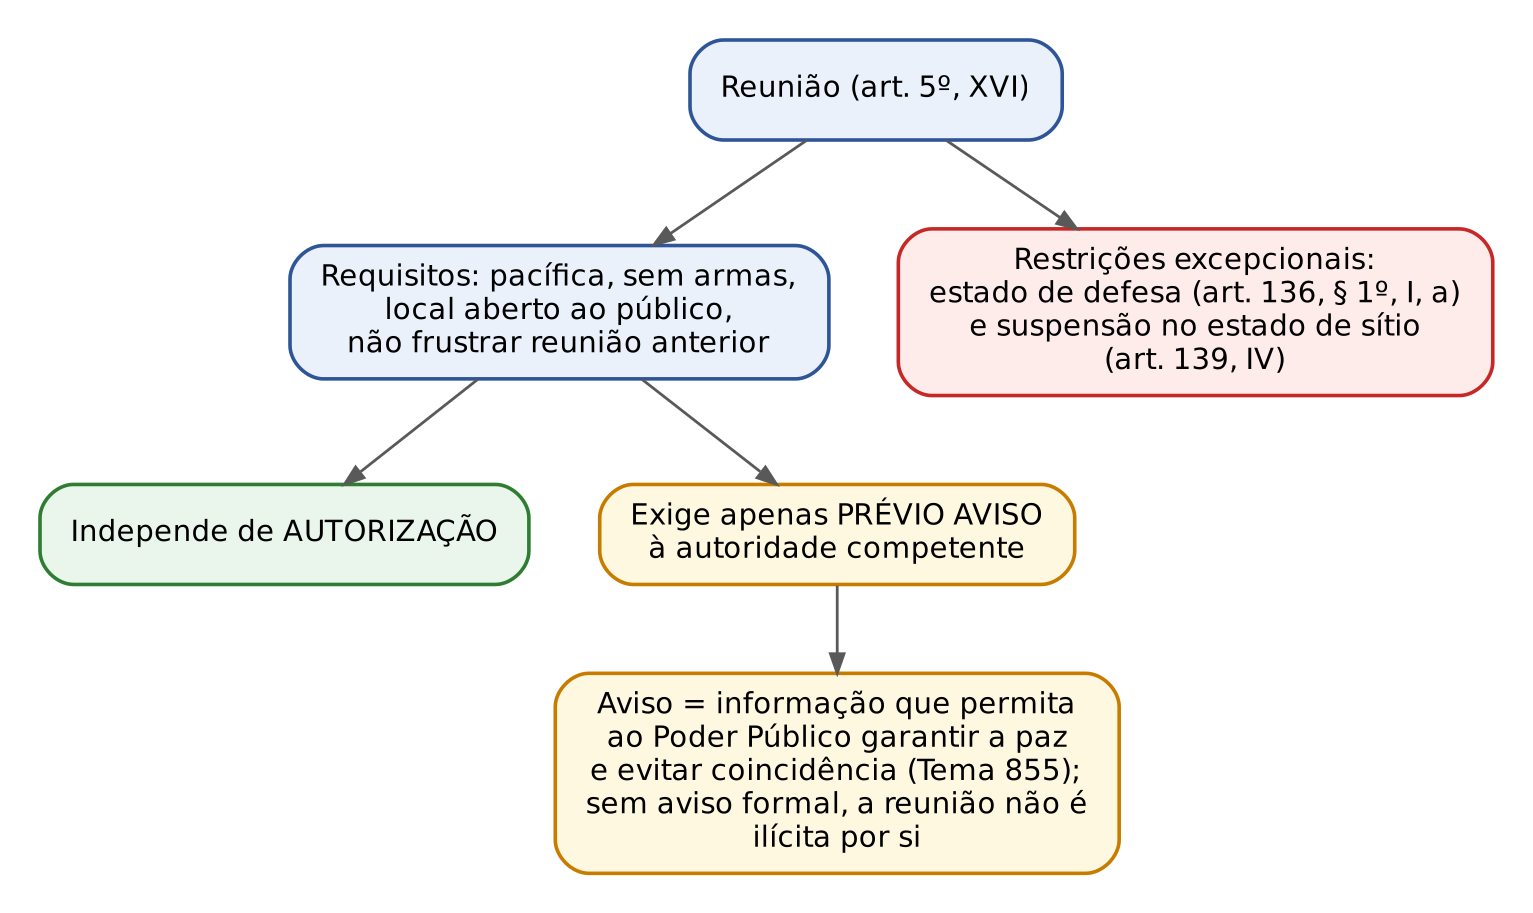 Reunião (art. 5º, XVI)
Requisitos: pacífica, sem armas,
local aberto ao público,
não frustrar reunião anterior
Restrições excepcionais:
estado de defesa (art. 136, § 1º, I, a)
e suspensão no estado de sítio
(art. 139, IV)
Independe de AUTORIZAÇÃO
Exige apenas PRÉVIO AVISO
à autoridade competente
Aviso = informação que permita
ao Poder Público garantir a paz
e evitar coincidência (Tema 855);
sem aviso formal, a reunião não é
ilícita por si